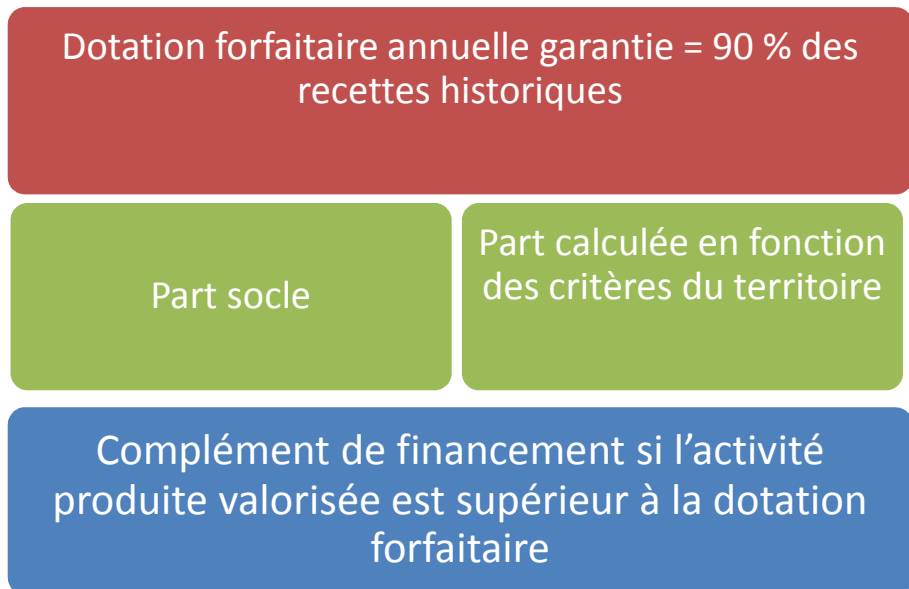 Dotation forfaitaire annuelle garantie = 90 % des
recettes historiques
Part socle
Part calculée en fonction
des critères du territoire
Complément de financement si l’activité
produite valorisée est supérieur à la dotation
forfaitaire